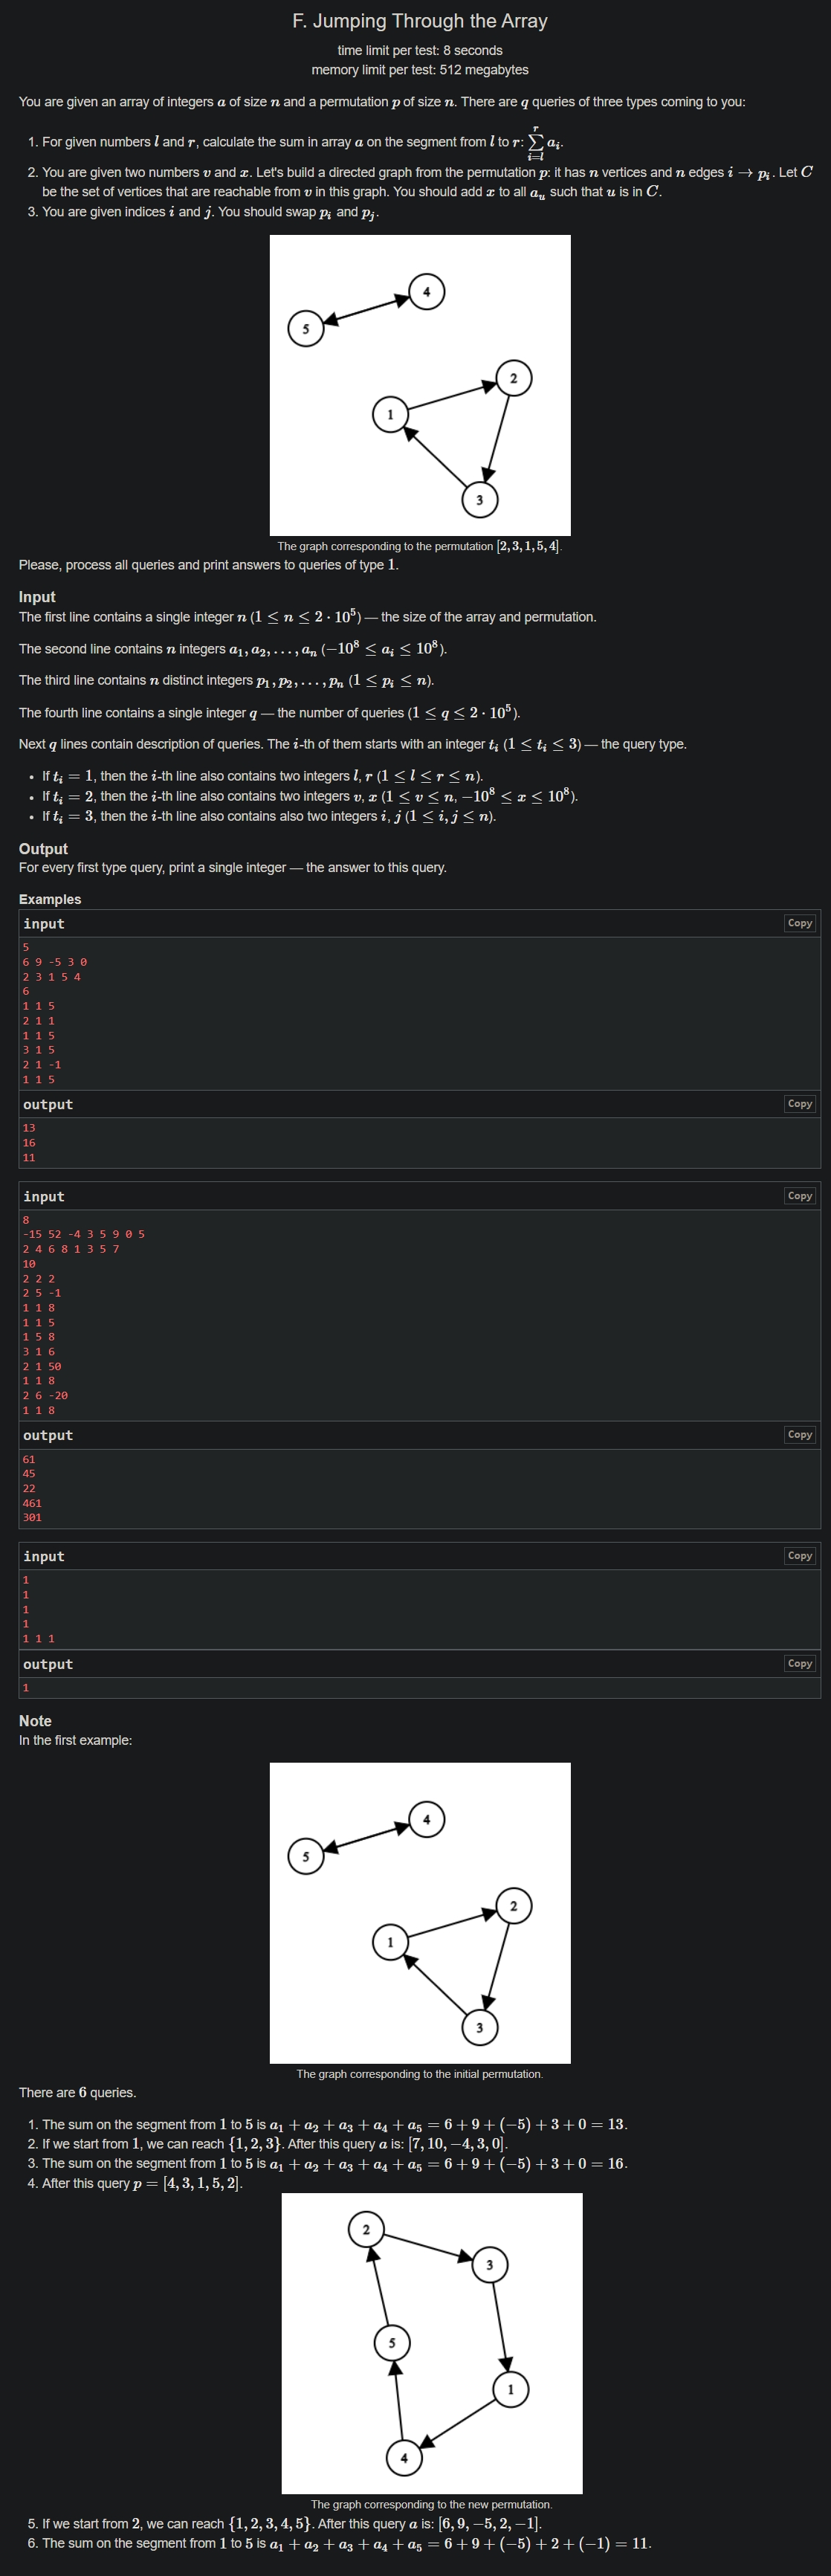 F. Jumping Through the Array
time limit per test: 8 seconds
memory limit per test: 512 megabytes
You are given an array of integers a of size n and a permutation p of size n. There are q queries of three types coming to you:
1. For given numbers l and r, calculate the sum in array a on the segment from l to r: $\sum_{i=l}^{r} a_i$.
2. You are given two numbers v and x. Let's build a directed graph from the permutation p: it has n vertices and n edges i → p_i. Let C
be the set of vertices that are reachable from v in this graph. You should add x to all a_u such that u is in C.
3. You are given indices i and j. You should swap p_i and p_j.
4
5
2
1
3
The graph corresponding to the permutation [2, 3, 1, 5, 4].
Please, process all queries and print answers to queries of type 1.
Input
The first line contains a single integer n (1 ≤ n ≤ 2 · 10^5) — the size of the array and permutation.
The second line contains n integers a_1, a_2, ..., a_n (−10^8 ≤ a_i ≤ 10^8).
The third line contains n distinct integers p_1, p_2, ..., p_n (1 ≤ p_i ≤ n).
The fourth line contains a single integer q — the number of queries (1 ≤ q ≤ 2 · 10^5).
Next q lines contain description of queries. The i-th of them starts with an integer t_i (1 ≤ t_i ≤ 3) — the query type.
• If t_i = 1, then the i-th line also contains two integers l, r (1 ≤ l ≤ r ≤ n).
• If t_i = 2, then the i-th line also contains two integers v, x (1 ≤ v ≤ n, −10^8 ≤ x ≤ 10^8).
• If t_i = 3, then the i-th line also contains also two integers i, j (1 ≤ i, j ≤ n).
Output
For every first type query, print a single integer — the answer to this query.
Examples
input Copy
5
6 9 -5 3 0
2 3 1 5 4
6
1 1 5
2 1 1
1 1 5
3 1 5
2 1 -1
1 1 5
output Copy
13
16
11
input Copy
8
-15 52 -4 3 5 9 0 5
2 4 6 8 1 3 5 7
10
2 2 2
2 5 -1
1 1 8
1 1 5
1 5 8
3 1 6
2 1 50
1 1 8
2 6 -20
1 1 8
output Copy
61
45
22
461
301
input Copy
1
1
1
1
1 1 1
output Copy
1
Note
In the first example:
4
5
2
1
3
The graph corresponding to the initial permutation.
There are 6 queries.
1. The sum on the segment from 1 to 5 is a_1 + a_2 + a_3 + a_4 + a_5 = 6 + 9 + (−5) + 3 + 0 = 13.
2. If we start from 1, we can reach {1, 2, 3}. After this query a is: [7, 10, −4, 3, 0].
3. The sum on the segment from 1 to 5 is a_1 + a_2 + a_3 + a_4 + a_5 = 6 + 9 + (−5) + 3 + 0 = 16.
4. After this query p = [4, 3, 1, 5, 2].
2
3
5
1
4
The graph corresponding to the new permutation.
5. If we start from 2, we can reach {1, 2, 3, 4, 5}. After this query a is: [6, 9, −5, 2, −1].
6. The sum on the segment from 1 to 5 is a_1 + a_2 + a_3 + a_4 + a_5 = 6 + 9 + (−5) + 2 + (−1) = 11.